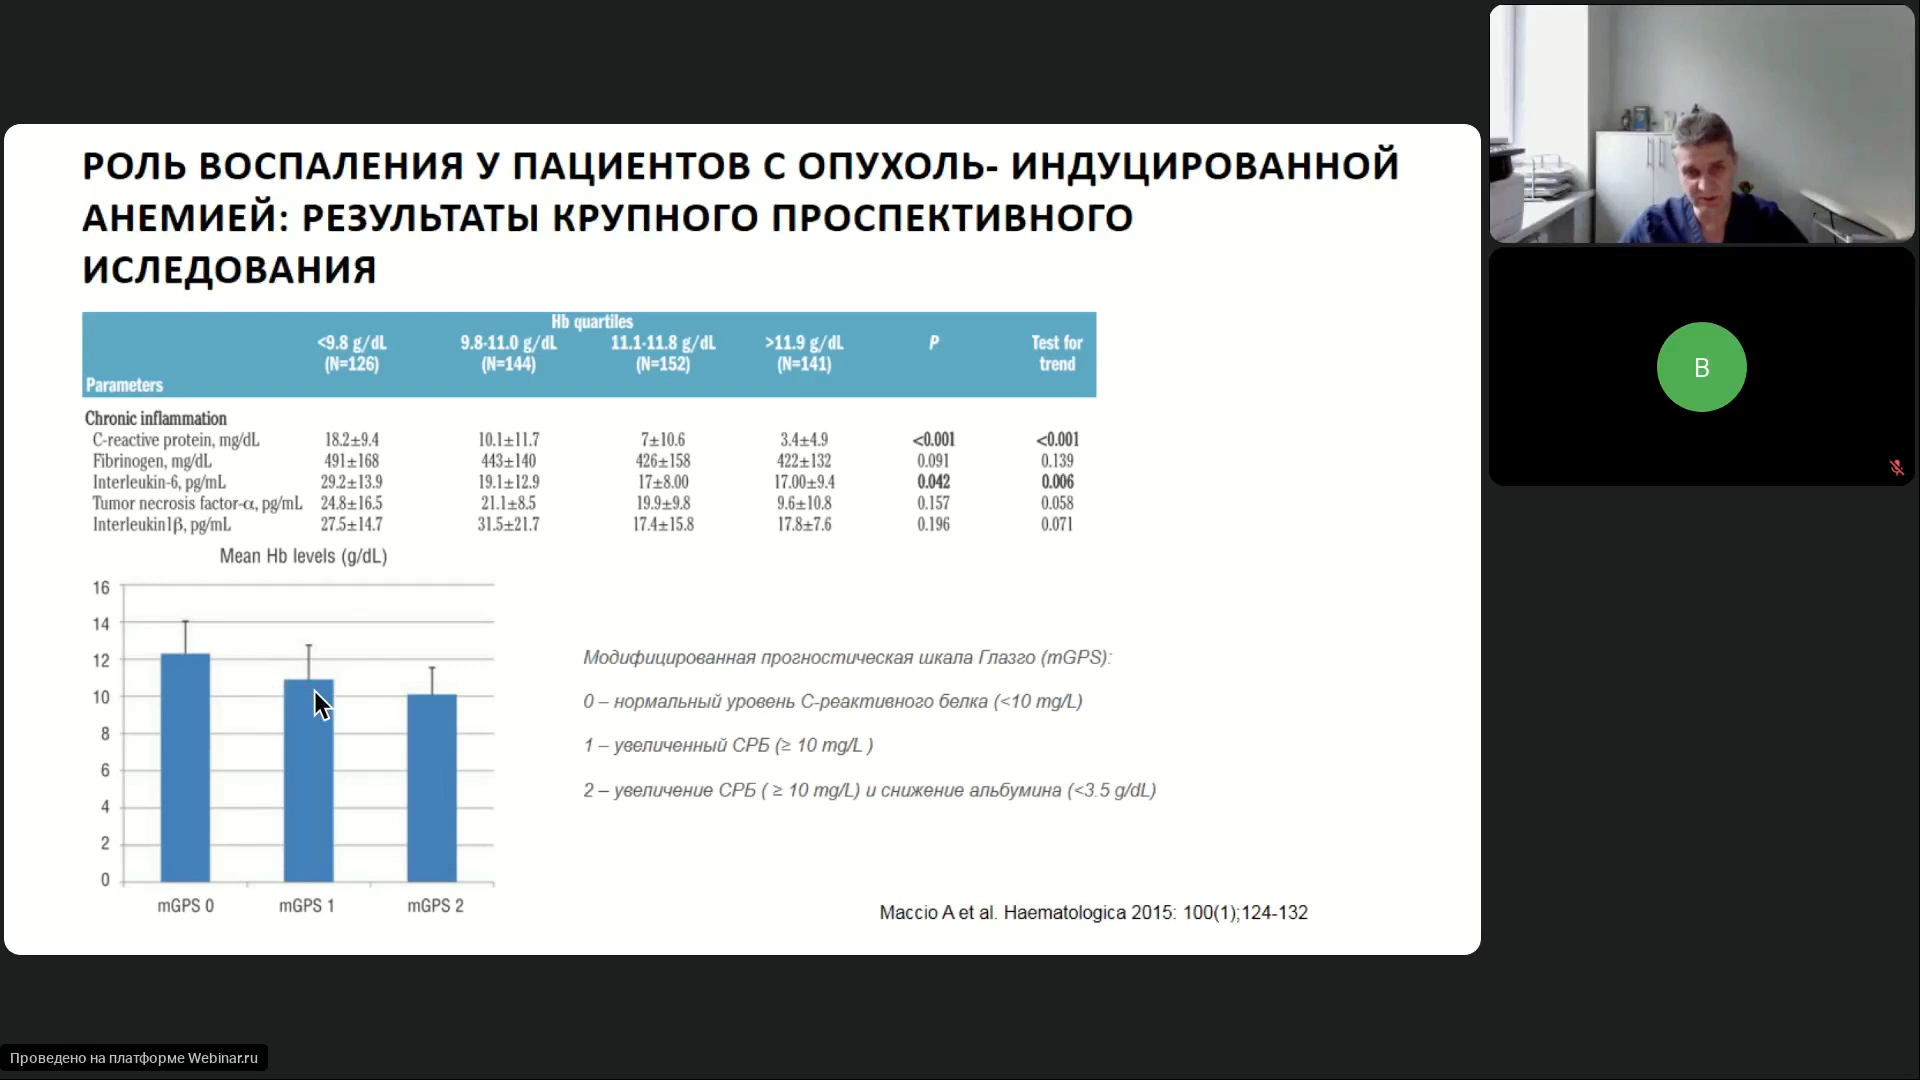 РОЛЬ ВОСПАЛЕНИЯ У ПАЦИЕНТОВ С ОПУХОЛЬ- ИНДУЦИРОВАННОЙ
АНЕМИЕЙ: РЕЗУЛЬТАТЫ КРУПНОГО ПРОСПЕКТИВНОГО
ИСЛЕДОВАНИЯ
Hb quartiles
<9.8 g/dL 9.8-11.0 g/dL 11.1-11.8 g/dL >11.9 g/dL P Test for
(N=126) (N=144) (N=152) (N=141) trend
Parameters
Chronic inflammation
C-reactive protein, mg/dL 18.2±9.4 10.1±11.7 7±10.6 3.4±4.9 <0.001 <0.001
Fibrinogen, mg/dL 491±168 443±140 426±158 422±132 0.091 0.139
Interleukin-6, pg/mL 29.2±13.9 19.1±12.9 17±8.00 17.00±9.4 0.042 0.006
Tumor necrosis factor-α, pg/mL 24.8±16.5 21.1±8.5 19.9±9.8 9.6±10.8 0.157 0.058
Interleukin1β, pg/mL 27.5±14.7 31.5±21.7 17.4±15.8 17.8±7.6 0.196 0.071
Mean Hb levels (g/dL)
16
14
12
10
8
6
4
2
0
mGPS 0 mGPS 1 mGPS 2
Модифицированная прогностическая шкала Глазго (mGPS):
0 – нормальный уровень С-реактивного белка (<10 mg/L)
1 – увеличенный СРБ (≥ 10 mg/L )
2 – увеличение СРБ ( ≥ 10 mg/L) и снижение альбумина (<3.5 g/dL)
Maccio A et al. Haematologica 2015: 100(1);124-132
В
Проведено на платформе Webinar.ru